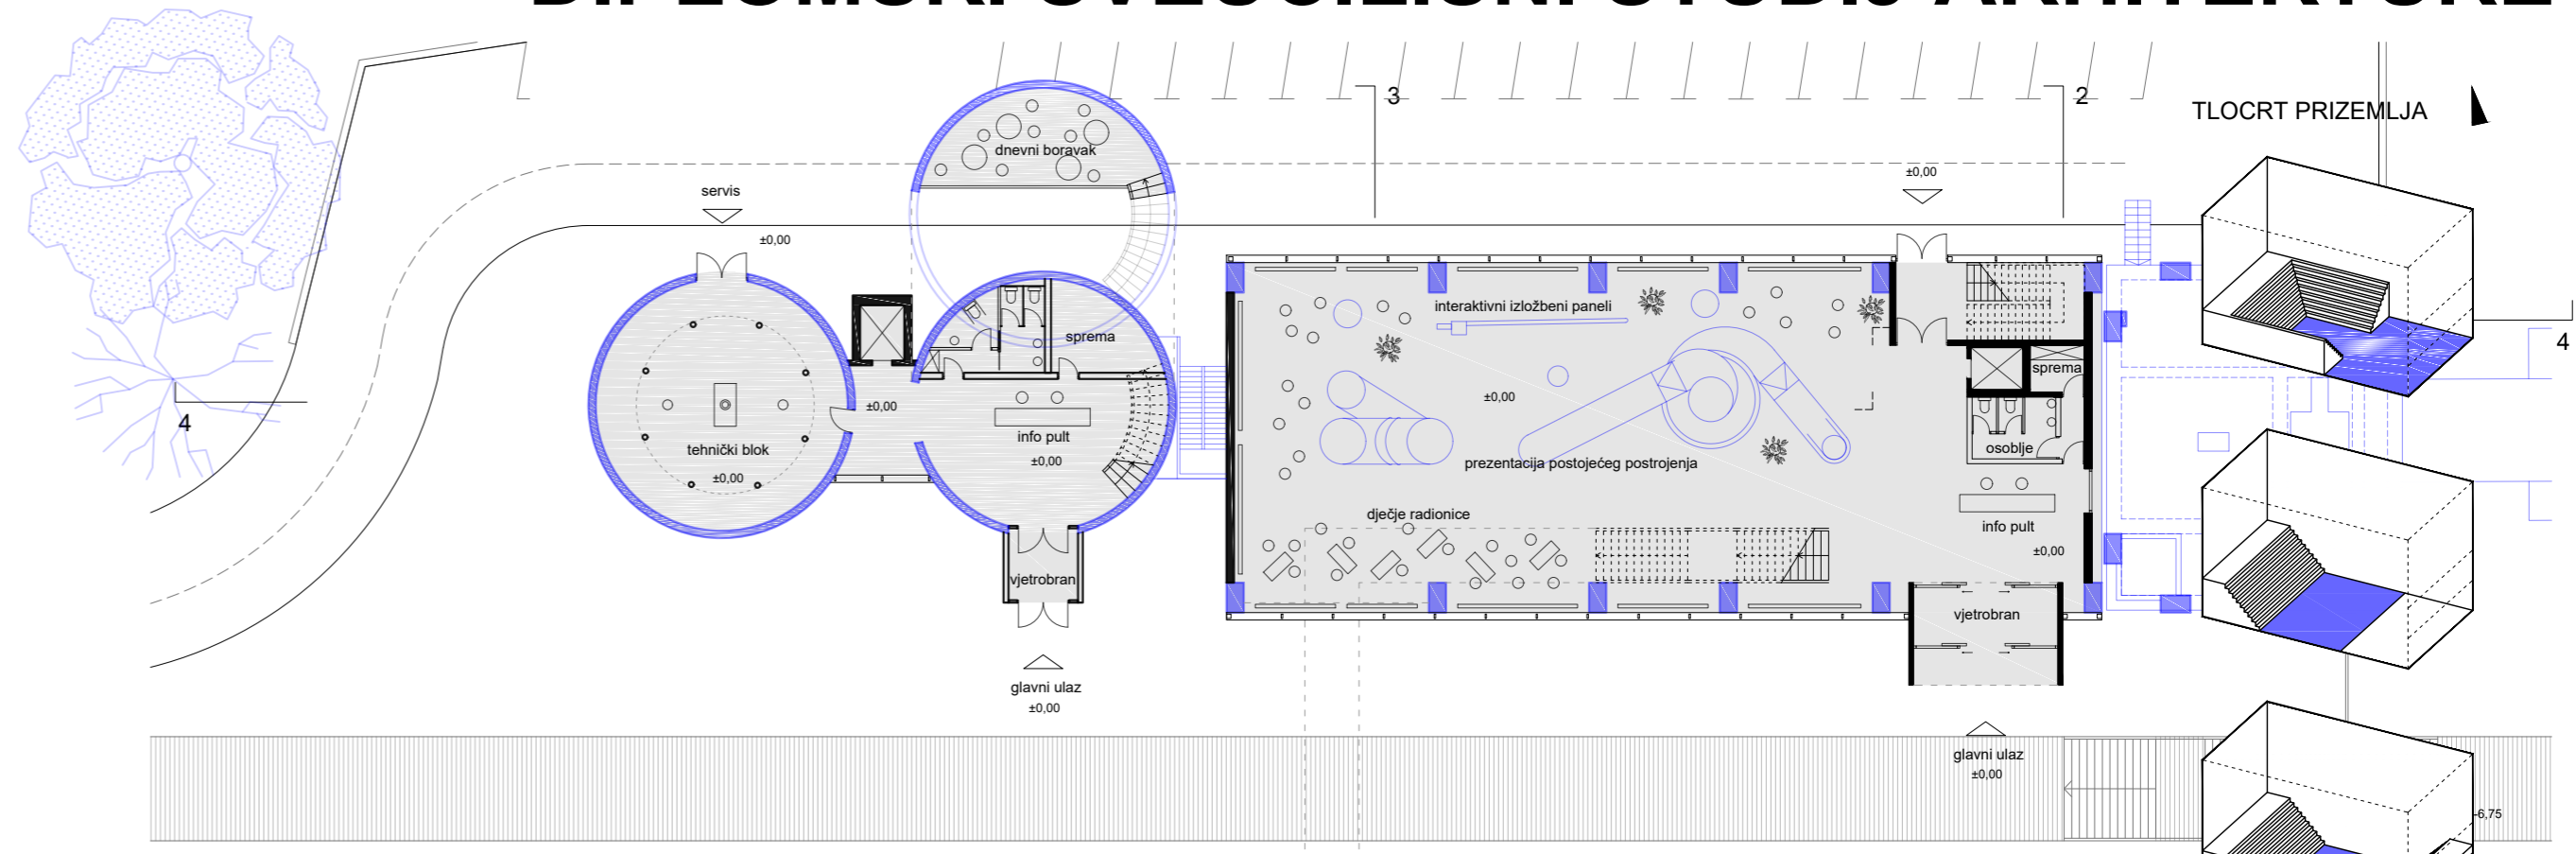 3
2
TLOCRT PRIZEMLJA
dnevni boravak
servis
±0,00
±0,00
±0,00
interaktivni izložbeni paneli
sprema
4
sprema
±0,00
±0,00
4
info pult
±0,00
tehnički blok
±0,00
osoblje
prezentacija postojećeg postrojenja
dječje radionice
info pult
±0,00
vjetrobran
vjetrobran
glavni ulaz
±0,00
glavni ulaz
±0,00
-6,75